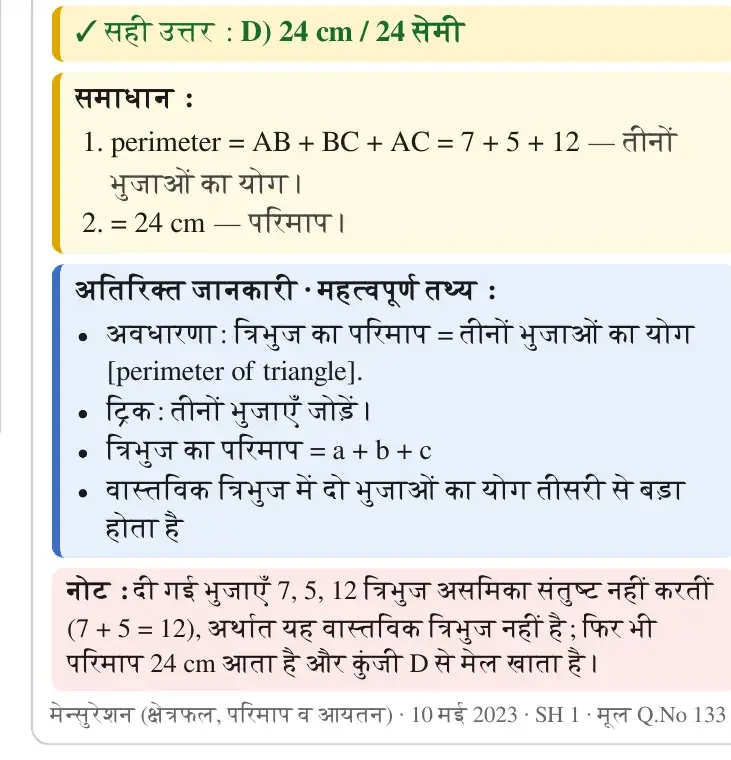 ✓ सही उत्तर : D) 24 cm / 24 सेमी
समाधान :
1. perimeter = AB + BC + AC = 7 + 5 + 12 — तीनों
भुजाओं का योग।
2. = 24 cm — परिमाप।
अतिरिक्त जानकारी · महत्वपूर्ण तथ्य :
• अवधारणा : त्रिभुज का परिमाप = तीनों भुजाओं का योग
[perimeter of triangle].
• ट्रिक : तीनों भुजाएँ जोड़ें।
• त्रिभुज का परिमाप = a + b + c
• वास्तविक त्रिभुज में दो भुजाओं का योग तीसरी से बड़ा
होता है
नोट : दी गई भुजाएँ 7, 5, 12 त्रिभुज असमिका संतुष्ट नहीं करतीं
(7 + 5 = 12), अर्थात यह वास्तविक त्रिभुज नहीं है ; फिर भी
परिमाप 24 cm आता है और कुंजी D से मेल खाता है।
मेन्सुरेशन (क्षेत्रफल, परिमाप व आयतन) · 10 मई 2023 · SH 1 · मूल Q.No 133